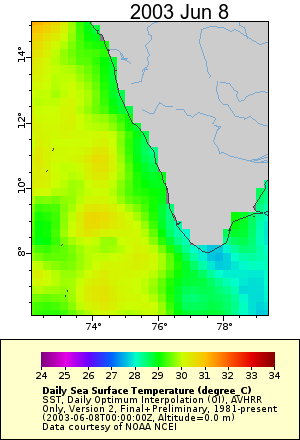 2003 Jun 8
14°
12°
10°
8°
74°
76°
78°
24 25 26 27 28 29 30 31 32 33 34
Daily Sea Surface Temperature (degree_C)
SST, Daily Optimum Interpolation (OI), AVHRR
Only, Version 2, Final+Preliminary, 1981-present
(2003-06-08T00:00:00Z, Altitude=0.0 m)
Data courtesy of NOAA NCEI